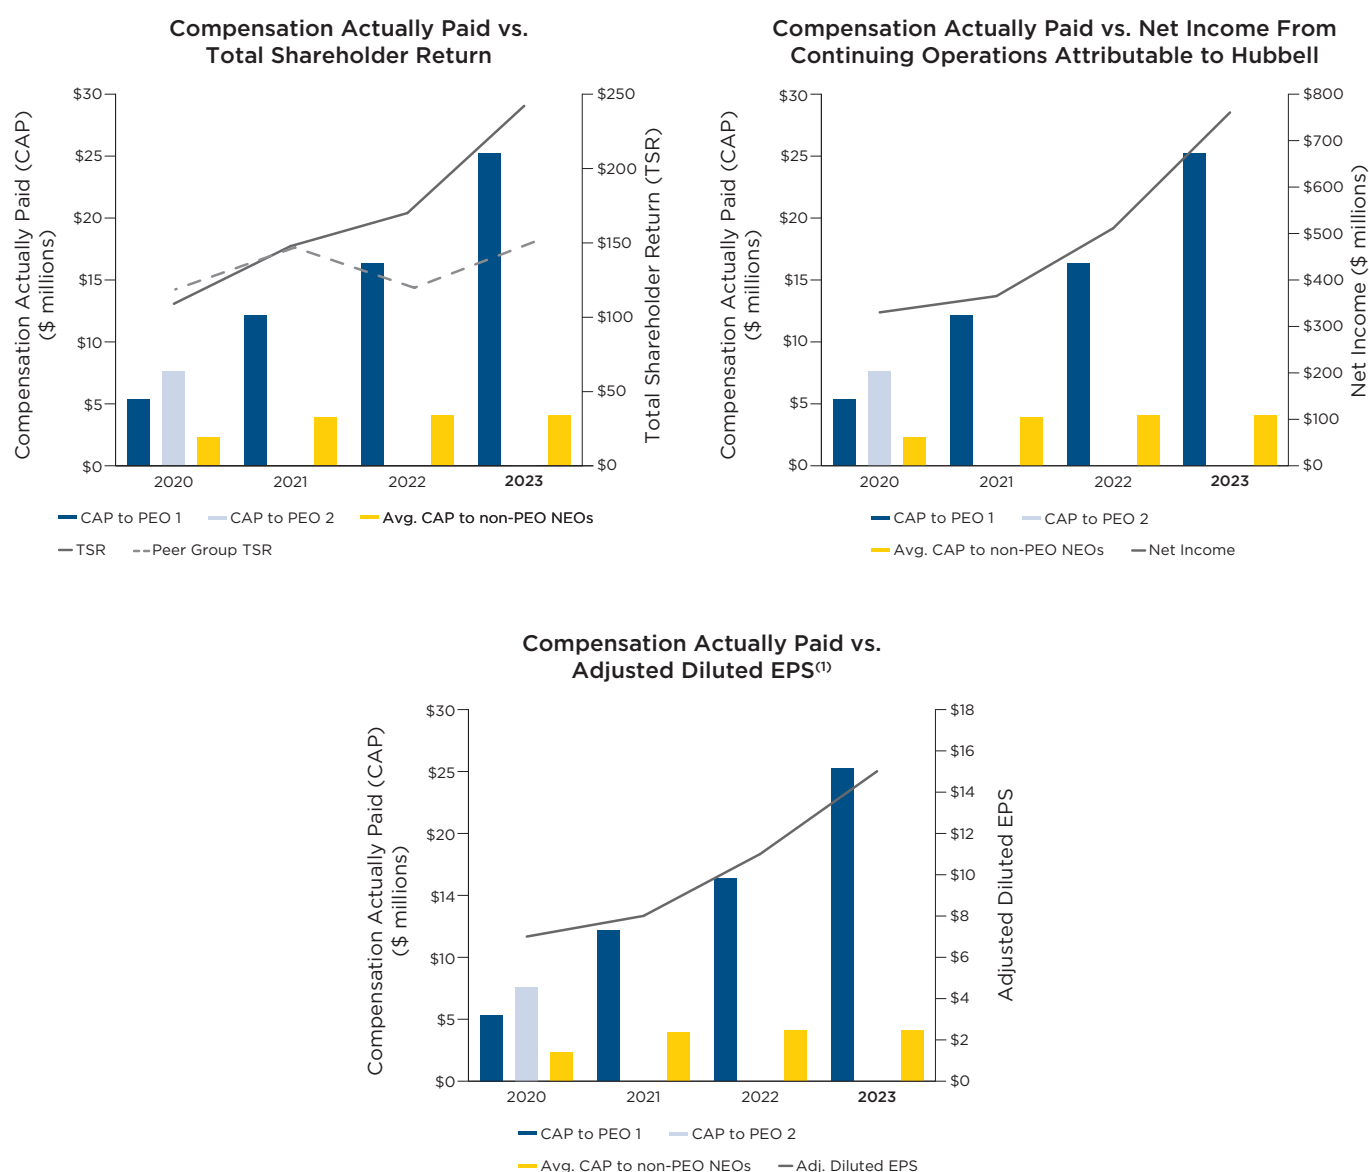 Compensation Actually Paid vs.
Total Shareholder Return
Compensation Actually Paid (CAP)
($ millions)
$30
$25
$20
$15
$10
$5
$0
$250
$200
$150
$100
$50
$0
Total Shareholder Return (TSR)
2020
2021
2022
2023
CAP to PEO 1
CAP to PEO 2
Avg. CAP to non-PEO NEOs
TSR
Peer Group TSR
Compensation Actually Paid vs. Net Income From
Continuing Operations Attributable to Hubbell
Compensation Actually Paid (CAP)
($ millions)
$30
$25
$20
$15
$10
$5
$0
$800
$700
$600
$500
$400
$300
$200
$100
$0
Net Income ($ millions)
2020
2021
2022
2023
CAP to PEO 1
CAP to PEO 2
Avg. CAP to non-PEO NEOs
Net Income
Compensation Actually Paid vs.
Adjusted Diluted EPS(1)
Compensation Actually Paid (CAP)
($ millions)
$30
$25
$20
$14
$10
$5
$0
$18
$16
$14
$12
$10
$8
$6
$4
$2
$0
Adjusted Diluted EPS
2020
2021
2022
2023
CAP to PEO 1
CAP to PEO 2
Avg. CAP to non-PEO NEOs
Adj. Diluted EPS